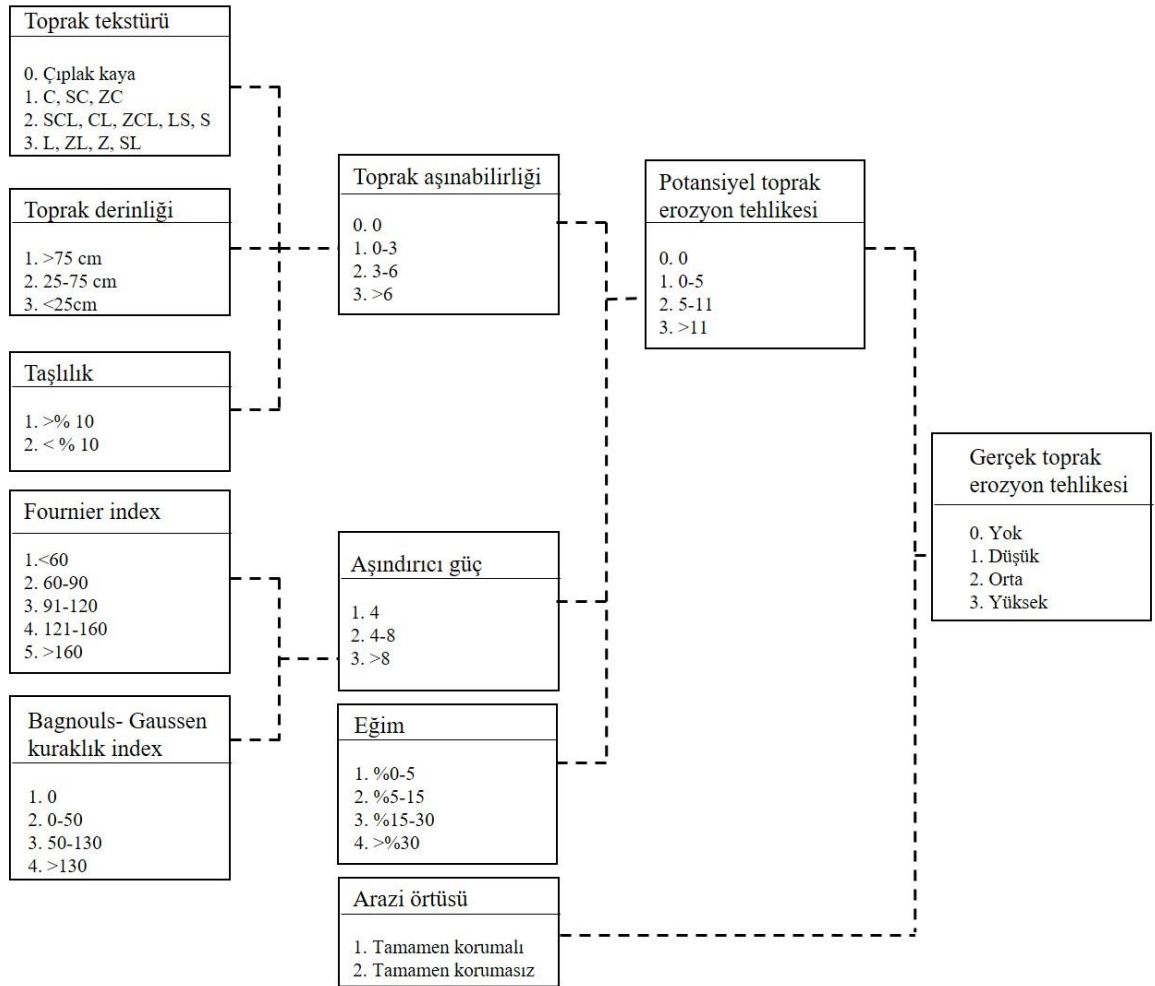 Toprak tekstürü
0. Çıplak kaya
1. C, SC, ZC
2. SCL, CL, ZCL, LS, S
3. L, ZL, Z, SL
Toprak derinliği
1. >75 cm
2. 25-75 cm
3. <25cm
Taşlılık
1. >% 10
2. < % 10
Fournier index
1.<60
2. 60-90
3. 91-120
4. 121-160
5. >160
Bagnouls- Gaussen
kuraklık index
1. 0
2. 0-50
3. 50-130
4. >130
Toprak aşınabilirliği
0. 0
1. 0-3
2. 3-6
3. >6
Aşındırıcı güç
1. 4
2. 4-8
3. >8
Eğim
1. %0-5
2. %5-15
3. %15-30
4. >%30
Arazi örtüsü
1. Tamamen korumalı
2. Tamamen korumasız
Potansiyel toprak
erozyon tehlikesi
0. 0
1. 0-5
2. 5-11
3. >11
Gerçek toprak
erozyon tehlikesi
0. Yok
1. Düşük
2. Orta
3. Yüksek